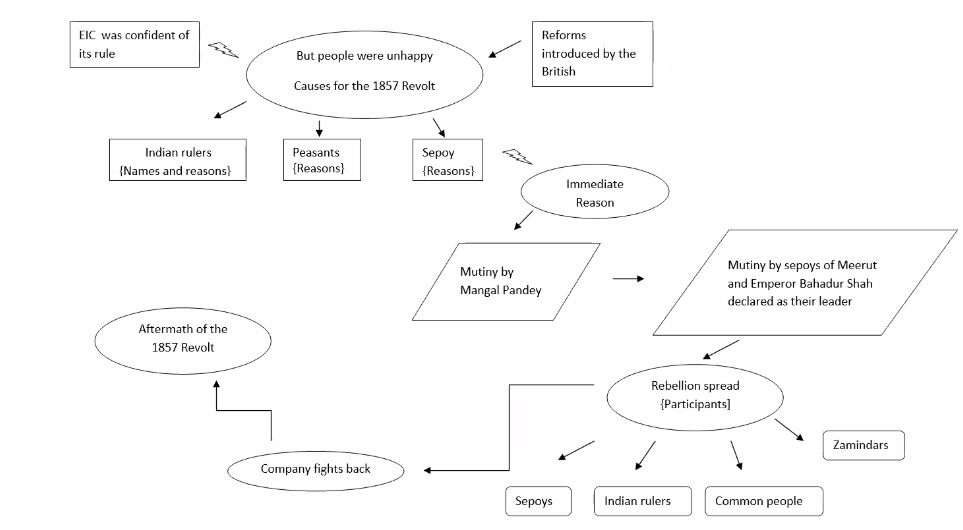 EIC was confident of
its rule
But people were unhappy
Causes for the 1857 Revolt
Reforms
introduced by the
British
Indian rulers
{Names and reasons}
Peasants
{Reasons}
Sepoy
{Reasons}
Immediate
Reason
Mutiny by
Mangal Pandey
Mutiny by sepoys of Meerut
and Emperor Bahadur Shah
declared as their leader
Aftermath of the
1857 Revolt
Rebellion spread
{Participants]
Zamindars
Company fights back
Sepoys
Indian rulers
Common people